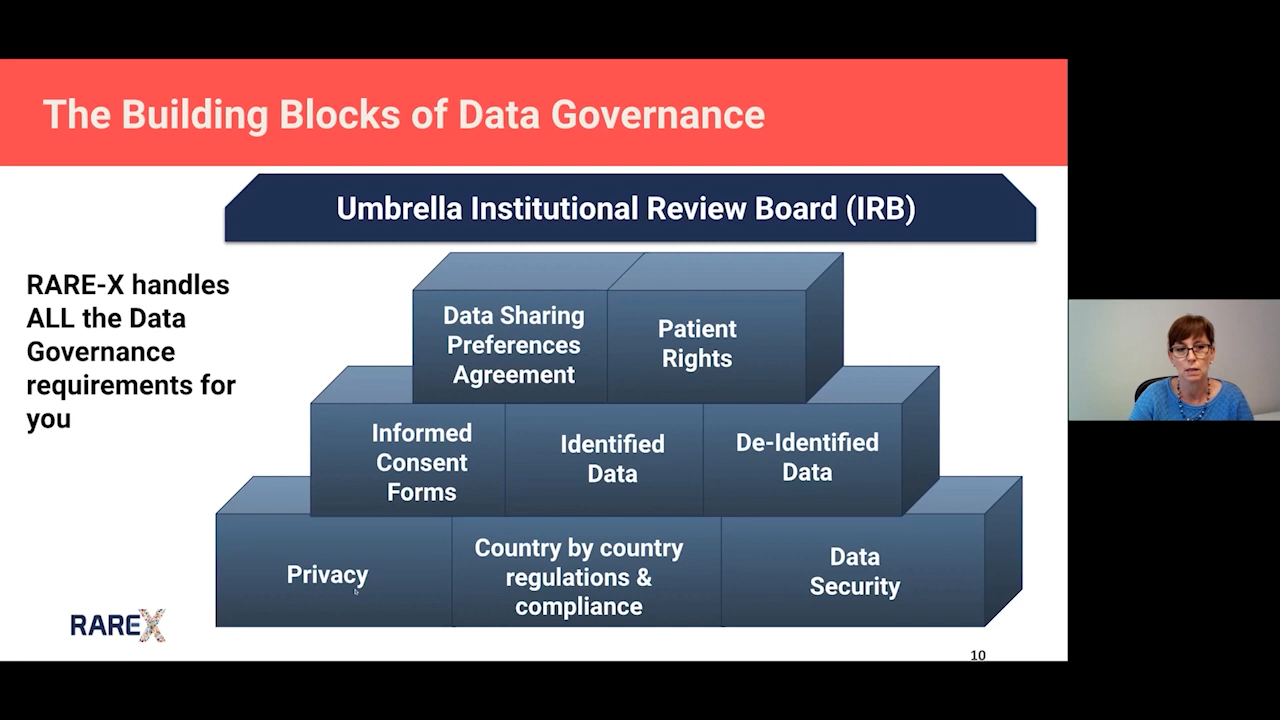 The Building Blocks of Data Governance
Umbrella Institutional Review Board (IRB)
RARE-X handles
ALL the Data
Governance
requirements for
you
Data Sharing
Preferences
Agreement
Patient
Rights
Informed
Consent
Forms
Identified
Data
De-Identified
Data
Privacy
Country by country
regulations &
compliance
Data
Security
RAREX
10